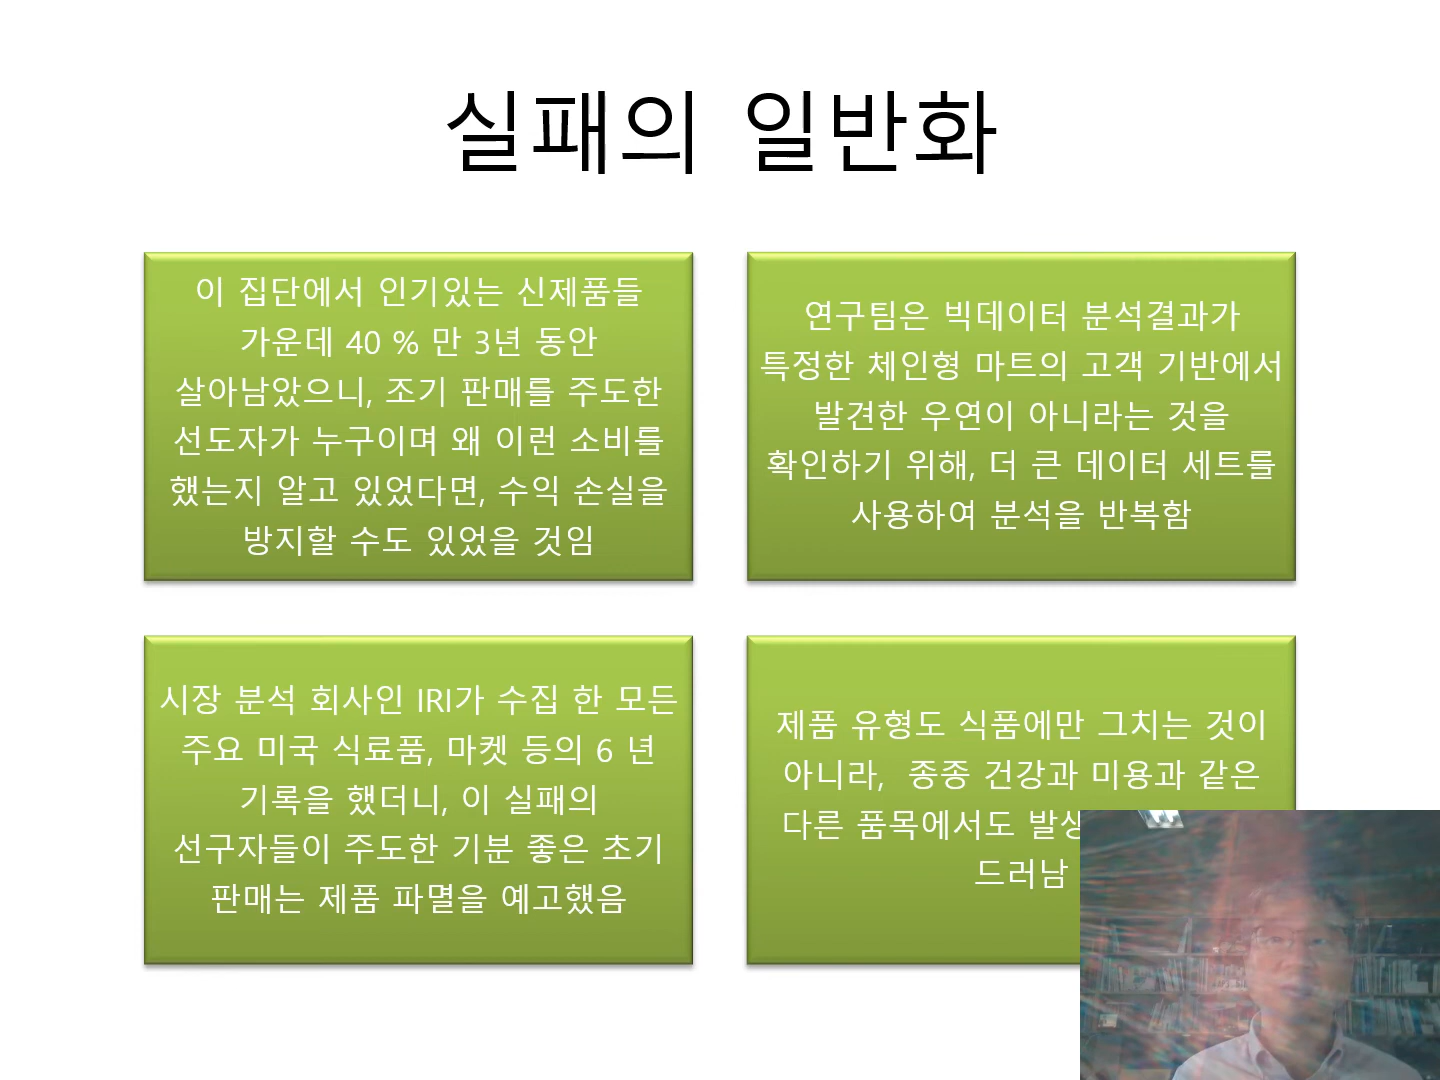 실패의 일반화
이 집단에서 인기있는 신제품들
가운데 40 % 만 3년 동안
살아남았으니, 조기 판매를 주도한
선도자가 누구이며 왜 이런 소비를
했는지 알고 있었다면, 수익 손실을
방지할 수도 있었을 것임
연구팀은 빅데이터 분석결과가
특정한 체인형 마트의 고객 기반에서
발견한 우연이 아니라는 것을
확인하기 위해, 더 큰 데이터 세트를
사용하여 분석을 반복함
시장 분석 회사인 IRI가 수집 한 모든
주요 미국 식료품, 마켓 등의 6 년
기록을 했더니, 이 실패의
선구자들이 주도한 기분 좋은 초기
판매는 제품 파멸을 예고했음
제품 유형도 식품에만 그치는 것이
아니라, 종종 건강과 미용과 같은
다른 품목에서도
드러남